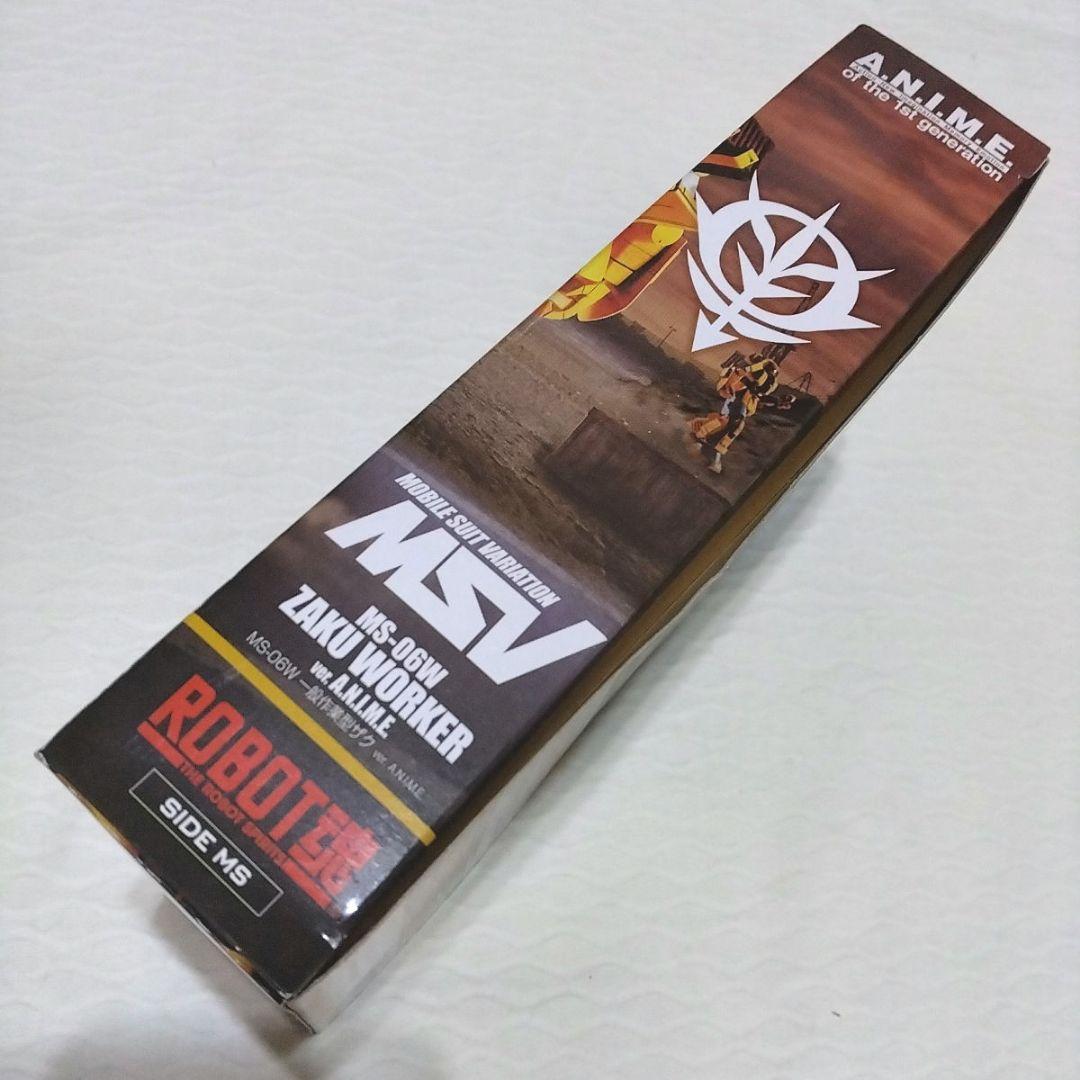 A.N.I.M.E.
of the 1st generation
MOBILE SUIT VARIATION
MSV
MS-06W
ZAKU WORKER
ver. A.N.I.M.E.
MS-06W 一般作業型ザク ver. A.N.I.M.E.
ROBOT魂
THE ROBOT SPIRITS
SIDE MS